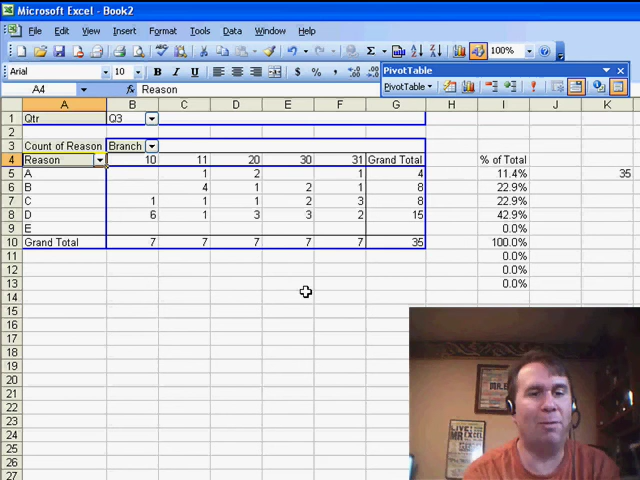 Microsoft Excel - Book2
File Edit View Insert Format Tools Data Window Help
100%
Arial 10 B I U $ %
PivotTable
PivotTable
A4 fx Reason
A B C D E F G H I J K
1 Qtr Q3
2
3 Count of Reason Branch
4 Reason 10 11 20 30 31 Grand Total % of Total
5 A 1 2 1 4 11.4% 35
6 B 4 1 2 1 8 22.9%
7 C 1 1 1 2 3 8 22.9%
8 D 6 1 3 3 2 15 42.9%
9 E 0.0%
10 Grand Total 7 7 7 7 7 35 100.0%
11 0.0%
12 0.0%
13 0.0%
14
15
16
17
18
19
20
21
22
23
24
25
26
27
LIVE
MR EXCEL